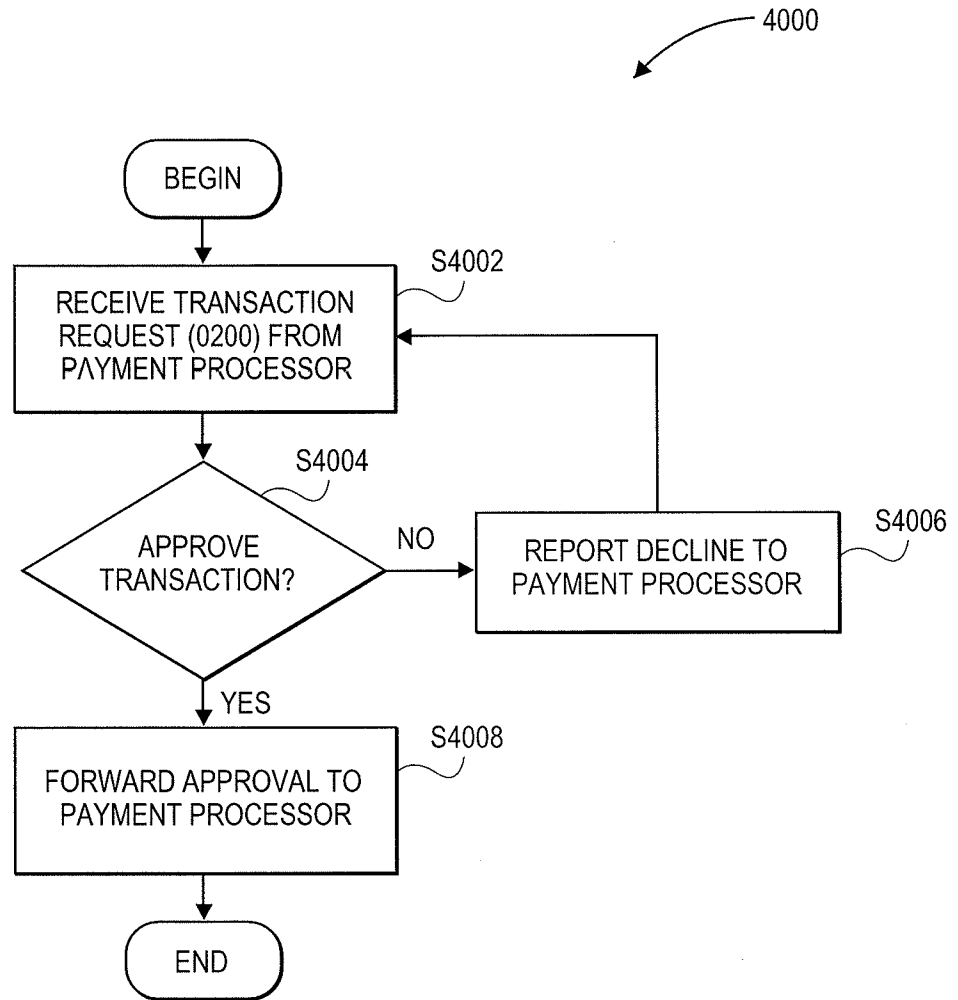 4000
BEGIN
S4002
RECEIVE TRANSACTION
REQUEST (0200) FROM
PAYMENT PROCESSOR
S4004
APPROVE
TRANSACTION?
NO
S4006
REPORT DECLINE TO
PAYMENT PROCESSOR
YES
S4008
FORWARD APPROVAL TO
PAYMENT PROCESSOR
END